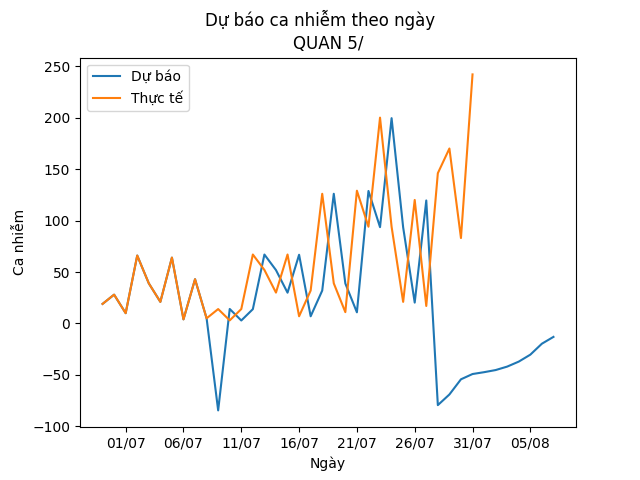 Dự báo ca nhiễm theo ngày
QUAN 5/
Dự báo
Thực tế
Ca nhiễm
250
200
150
100
50
0
−50
−100
01/07 06/07 11/07 16/07 21/07 26/07 31/07 05/08
Ngày